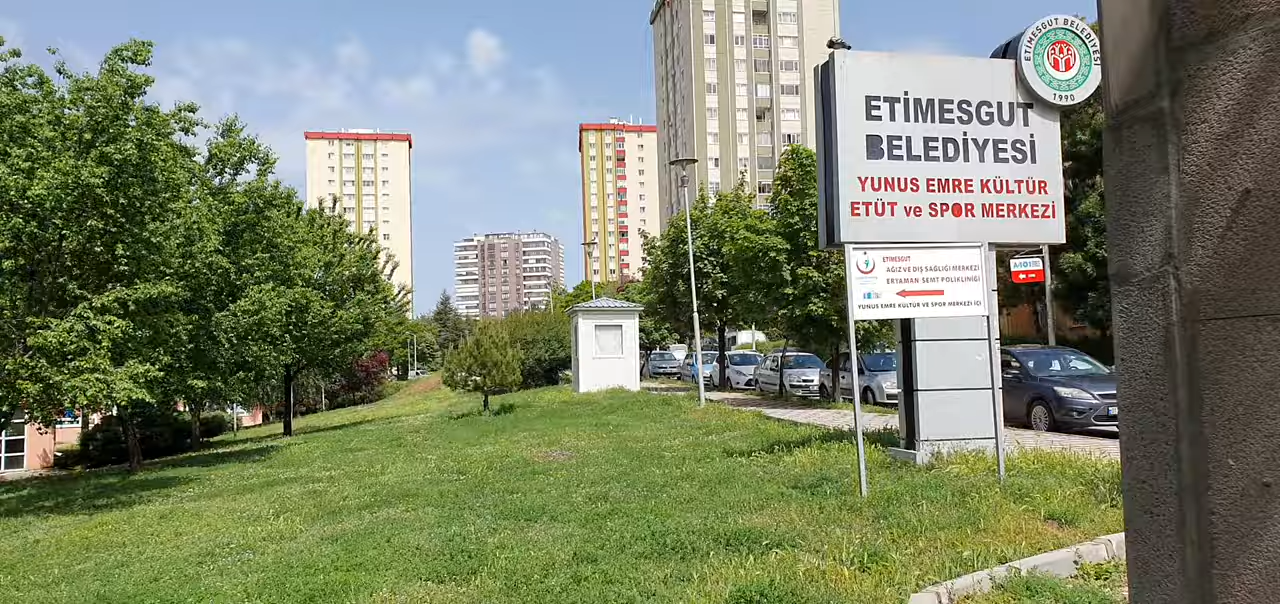 ETİMESGUT BELEDİYESİ
1990
ETİMESGUT
BELEDİYESİ
YUNUS EMRE KÜLTÜR
ETÜT ve SPOR MERKEZİ
ETİMESGUT
AĞIZ VE DİŞ SAĞLIĞI MERKEZİ
ERYAMAN SEMT POLİKLİNİĞİ
YUNUS EMRE KÜLTÜR VE SPOR MERKEZİ İÇİ
A101